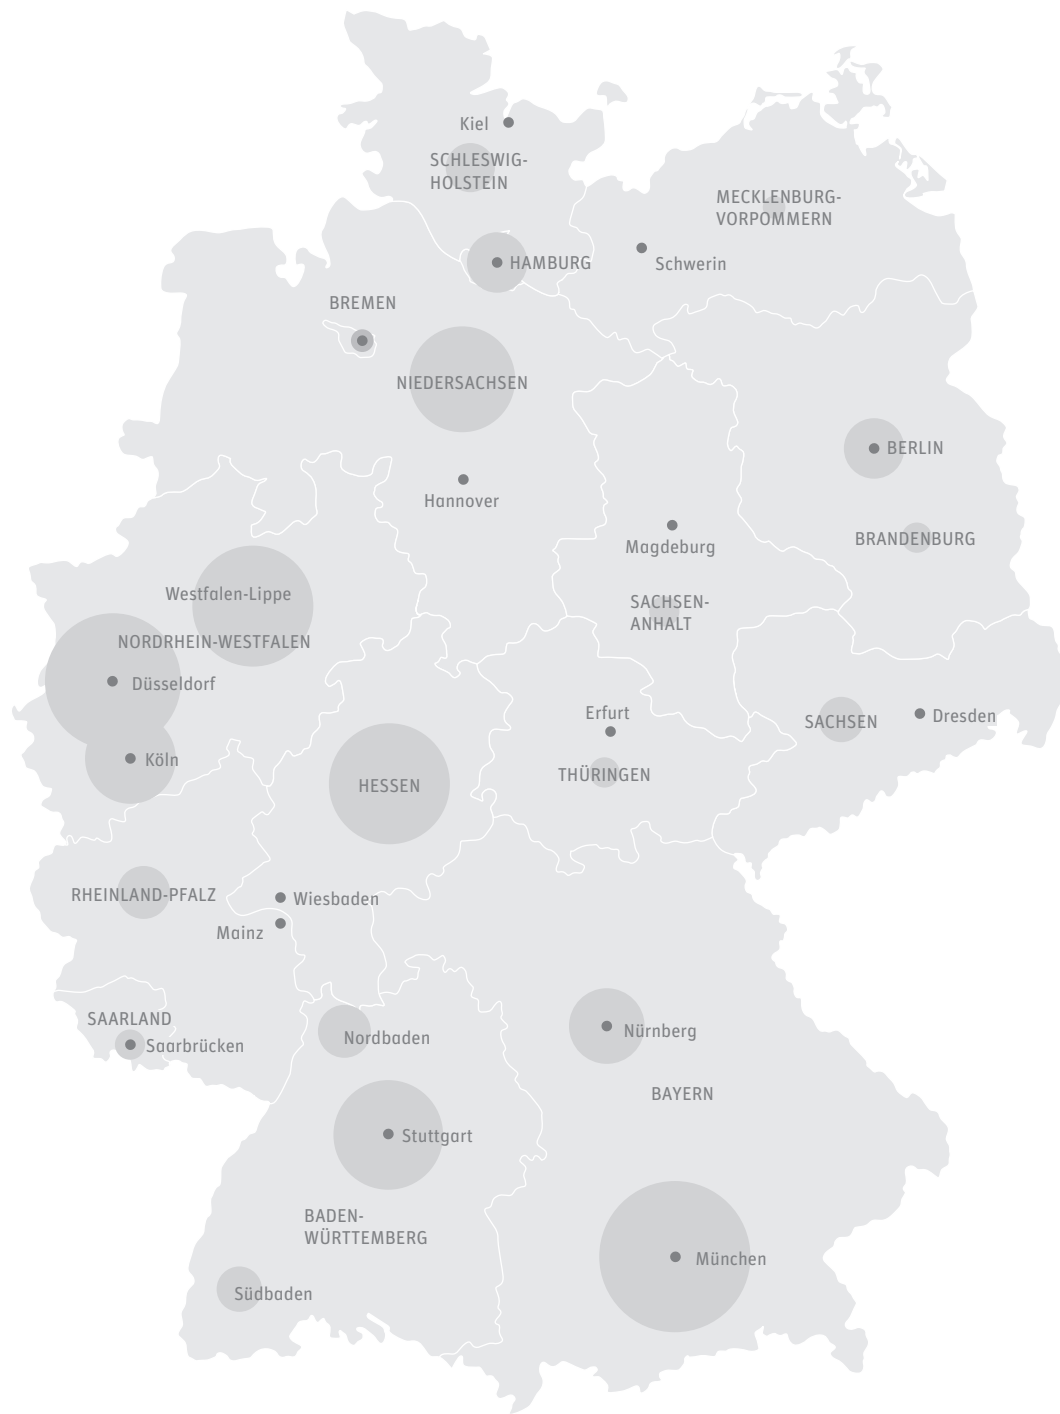 Kiel
SCHLESWIG-
HOLSTEIN
MECKLENBURG-
VORPOMMERN
HAMBURG
Schwerin
BREMEN
NIEDERSACHSEN
BERLIN
Hannover
BRANDENBURG
Magdeburg
Westfalen-Lippe
SACHSEN-
ANHALT
NORDRHEIN-WESTFALEN
Düsseldorf
Erfurt
SACHSEN
Dresden
Köln
THÜRINGEN
HESSEN
RHEINLAND-PFALZ
Wiesbaden
Mainz
SAARLAND
Saarbrücken
Nordbaden
Nürnberg
BAYERN
Stuttgart
BADEN-
WÜRTTEMBERG
München
Südbaden